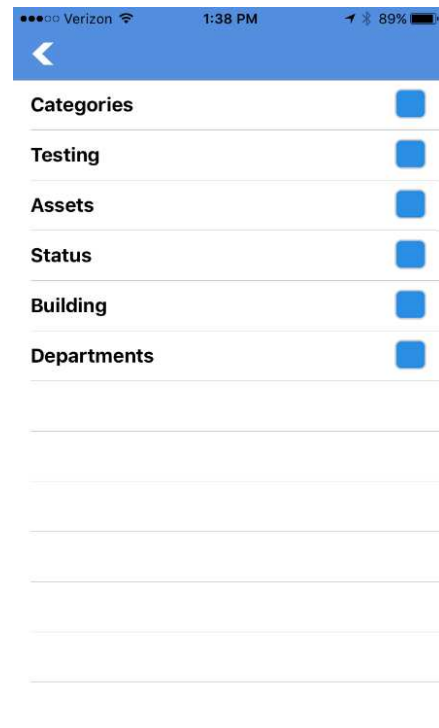 Verizon 1:38 PM 89%
Categories
Testing
Assets
Status
Building
Departments